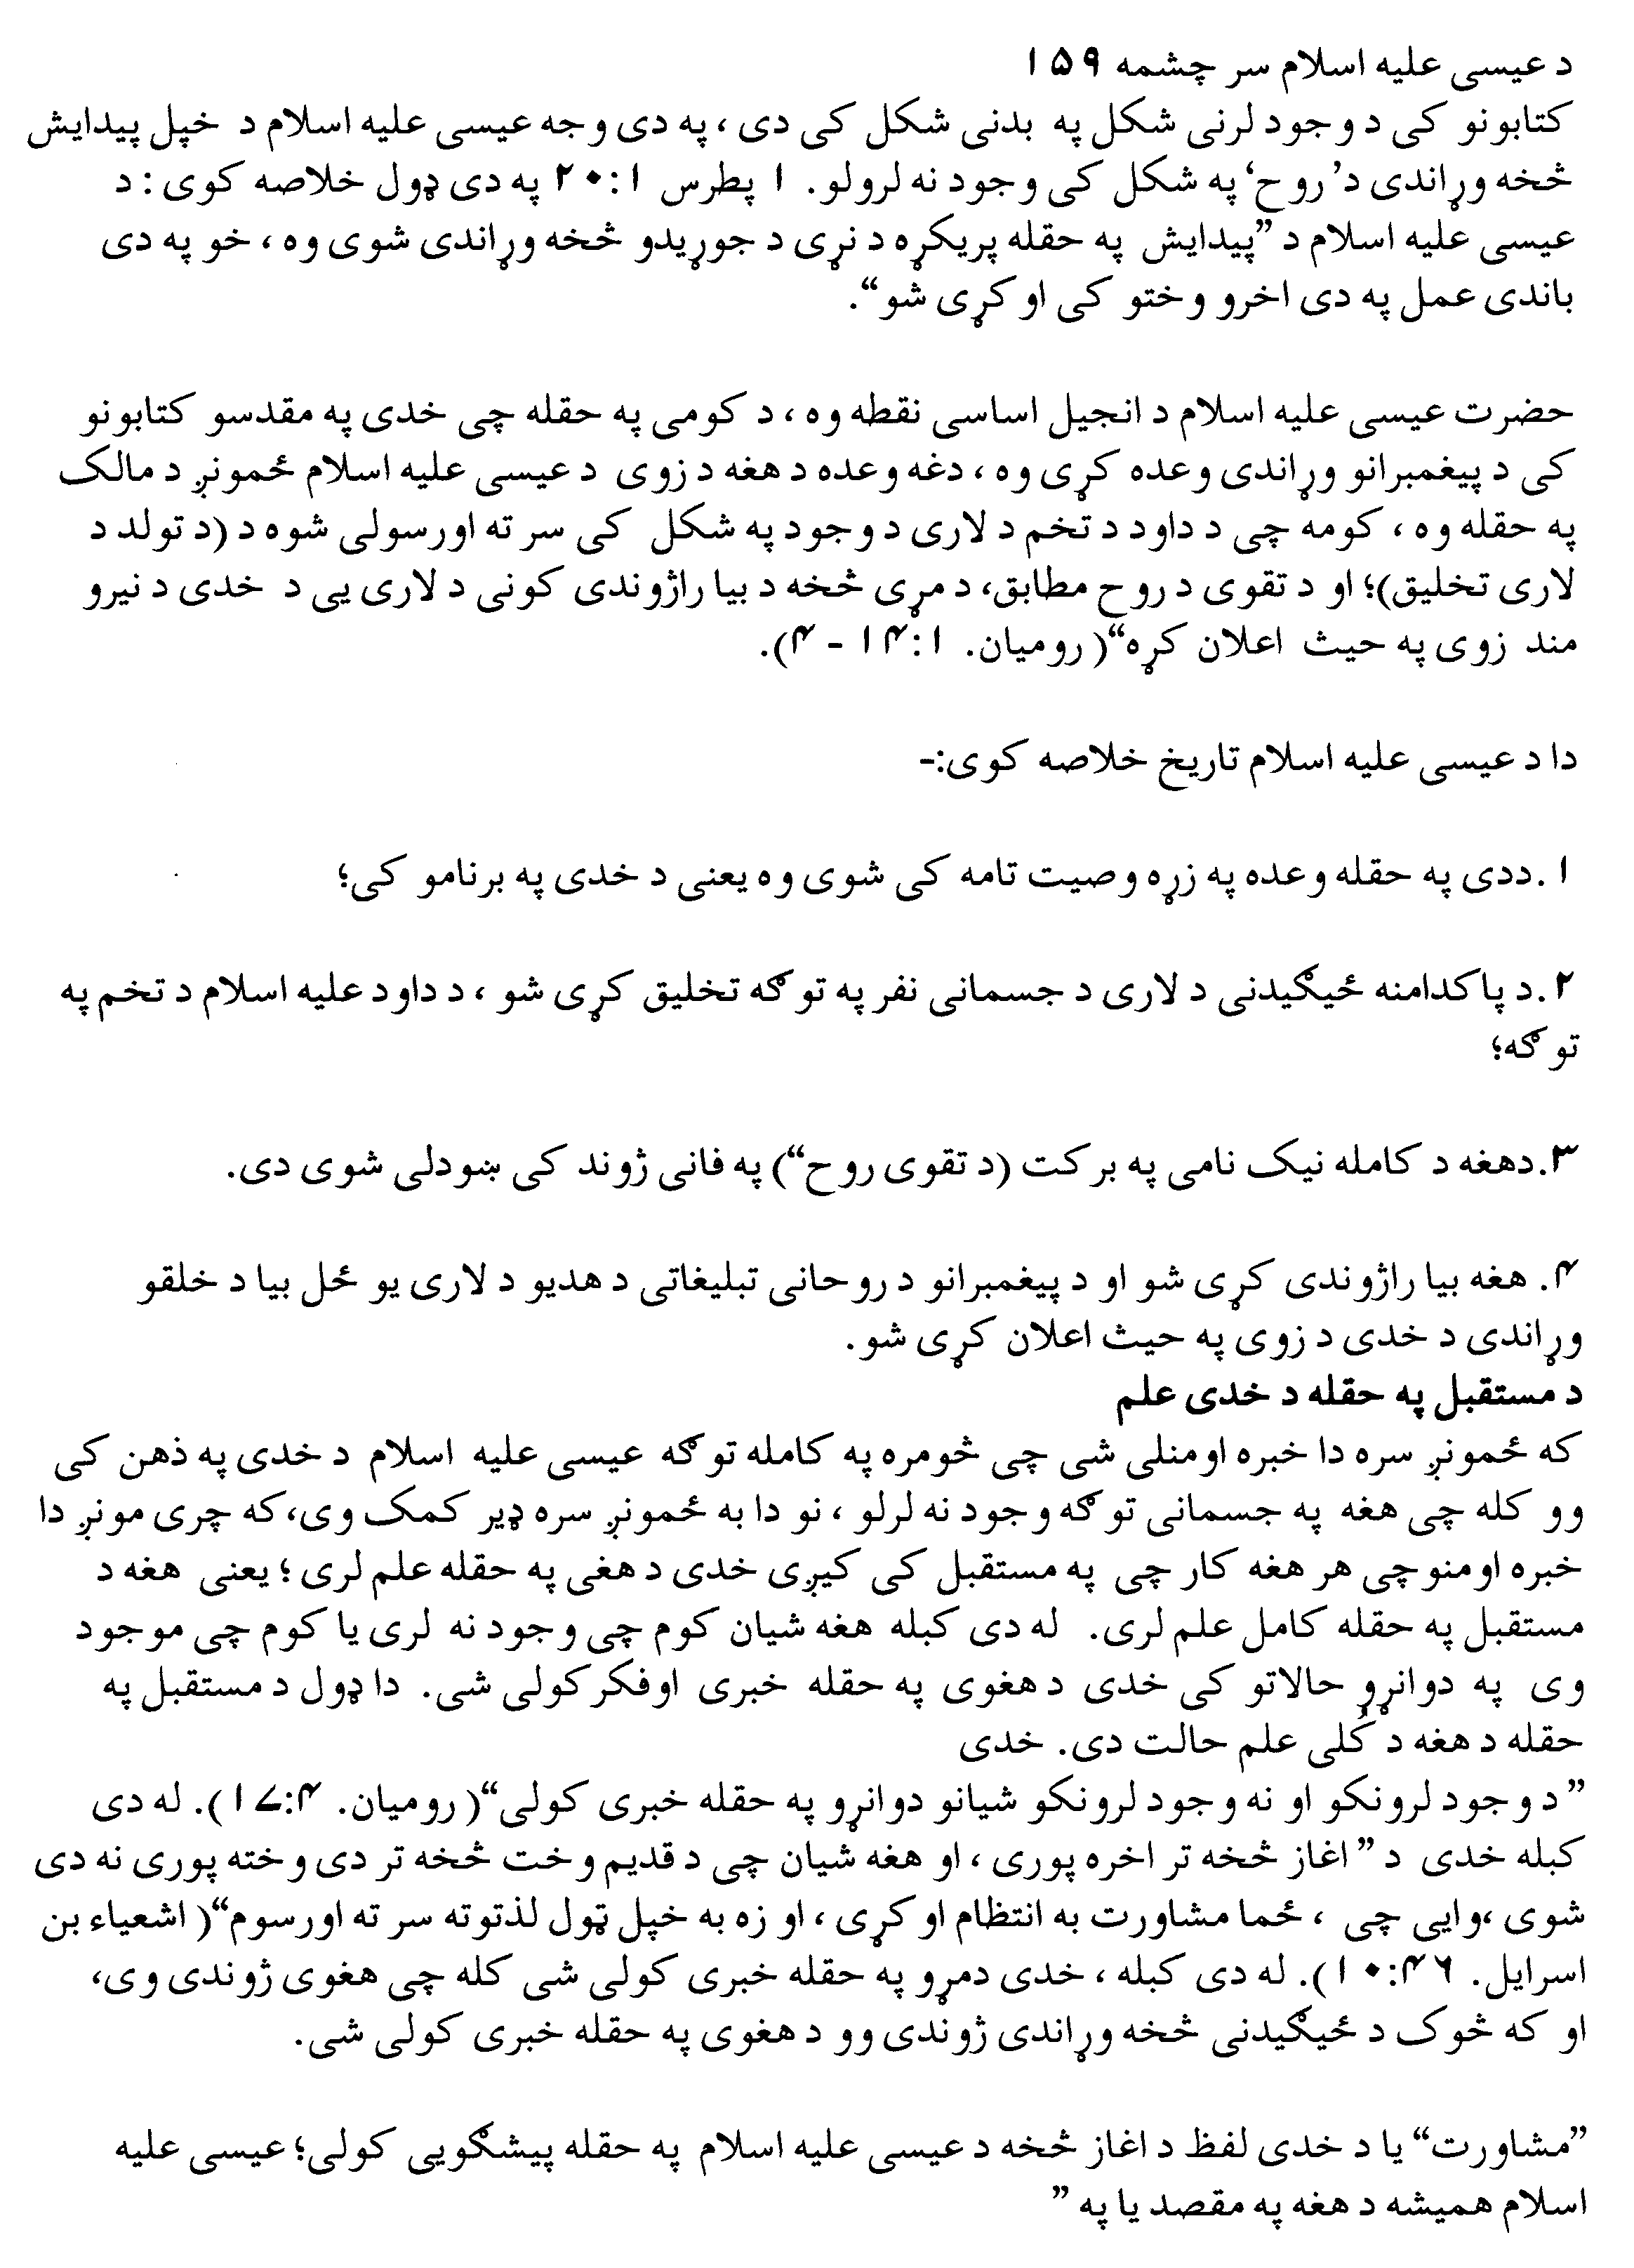 د عیسی علیه اسلام سر چشمه ۱۵۹
کتابونو کی د وجود لرنی شکل په بدنی شکل کی دی، په دی وجه عیسی علیه اسلام د خپل پیدایش
څخه وړاندی د’روح‘ په شکل کی وجود نه لرولو. ۱ پطرس ۲۰:۱ په دی ډول خلاصه کوی: د
عیسی علیه اسلام د ”پیدایش په حقله پریکړه د نړی د جوړیدو څخه وړاندی شوی وه، خو په دی
باندی عمل په دی اخرو وختو کی او کړی شو“.
حضرت عیسی علیه اسلام د انجیل اساسی نقطه وه، د کومی په حقله چی خدی په مقدسو کتابونو
کی د پیغمبرانو وړاندی وعده کړی وه، دغه وعده د هغه د زوی د عیسی علیه اسلام ځمونږ د مالک
په حقله وه، کومه چی د داود د تخم د لاری د وجود په شکل کی سر ته اورسولی شوه د (د تولد د
لاری تخلیق)؛ او د تقوی د روح مطابق، د مړی څخه د بیا راژوندی کونی د لاری یی د خدی د نیرو
مند زوی په حیث اعلان کړه“(رومیان. ۱۴:۱ - ۴).
دا د عیسی علیه اسلام تاریخ خلاصه کوی:-
۱.ددی په حقله وعده په زړه وصیت تامه کی شوی وه یعنی د خدی په برنامو کی؛
۲.د پاکدامنه ځیګیدنی د لاری د جسمانی نفر په توګه تخلیق کړی شو، د داود علیه اسلام د تخم په
توګه؛
۳.دهغه د کامله نیک نامی په برکت (د تقوی روح“) په فانی ژوند کی ښودلی شوی دی.
۴. هغه بیا راژوندی کړی شو او د پیغمبرانو د روحانی تبلیغاتی د هدیو د لاری یو ځل بیا د خلقو
وړاندی د خدی د زوی په حیث اعلان کړی شو.
د مستقبل په حقله د خدی علم
که ځمونږ سره دا خبره اومنلی شی چی څومره په کامله توګه عیسی علیه اسلام د خدی په ذهن کی
وو کله چی هغه په جسمانی توګه وجود نه لرلو، نو دا به ځمونږ سره ډیر کمک وی، که چری مونږ دا
خبره اومنو چی هر هغه کار چی په مستقبل کی کیږی خدی د هغی په حقله علم لری؛ یعنی هغه د
مستقبل په حقله کامل علم لری. له دی کبله هغه شیان کوم چی وجود نه لری یا کوم چی موجود
وی په دوانړو حالاتو کی خدی د هغوی په حقله خبری اوفکر کولی شی. دا ډول د مستقبل په
حقله د هغه د کُلی علم حالت دی. خدی
”د وجود لرونکو او نه وجود لرونکو شیانو دوانړو په حقله خبری کولی“(رومیان. ۱۷:۴). له دی
کبله خدی د ”اغاز څخه تر اخره پوری، او هغه شیان چی د قدیم وخت څخه تر دی وخته پوری نه دی
شوی،وایی چی ، ځما مشاورت به انتظام او کړی، او زه به خپل ټول لذتوته سر ته اورسوم“(اشعیاء بن
اسرایل. ۱۰:۴۶). له دی کبله، خدی دمړو په حقله خبری کولی شی کله چی هغوی ژوندی وی،
او که څوک د ځیګیدنی څخه وړاندی ژوندی وو د هغوی په حقله خبری کولی شی.
”مشاورت“ یا د خدی لفظ د اغاز څخه د عیسی علیه اسلام په حقله پیشګویی کولی؛ عیسی علیه
اسلام همیشه د هغه په مقصد یا په ”